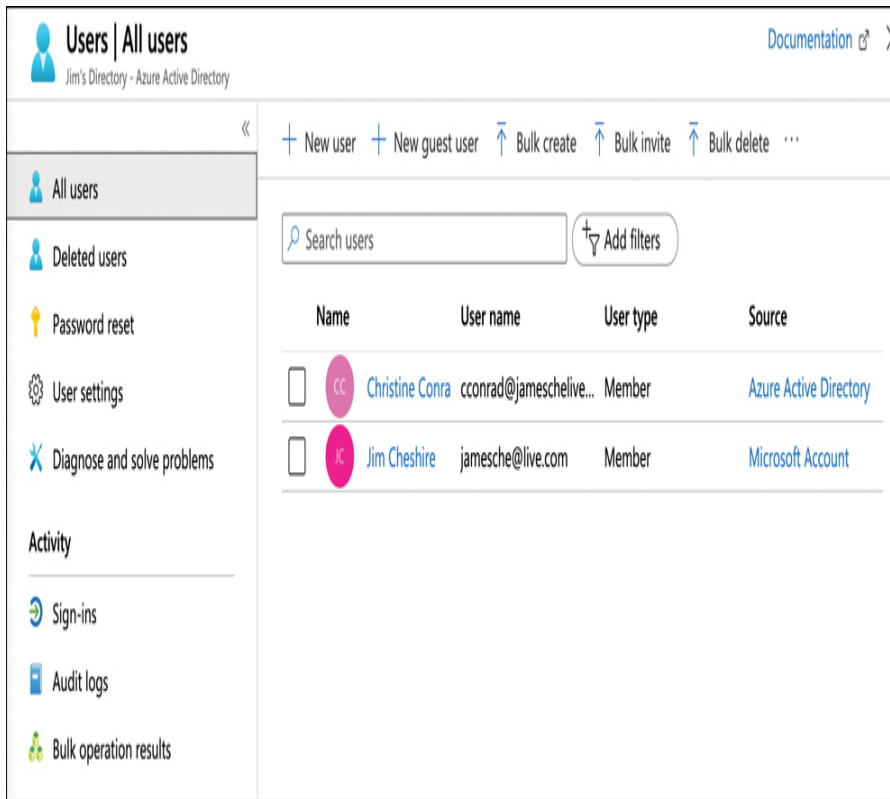 Users | All users
Documentation
Jim's Directory - Azure Active Directory
«
New user New guest user Bulk create Bulk invite Bulk delete ...
All users
Deleted users
Password reset
User settings
Diagnose and solve problems
Activity
Sign-ins
Audit logs
Bulk operation results
Search users
Add filters
Name User name User type Source
CC Christine Conra cconrad@jameschelive... Member Azure Active Directory
JC Jim Cheshire jamesche@live.com Member Microsoft Account